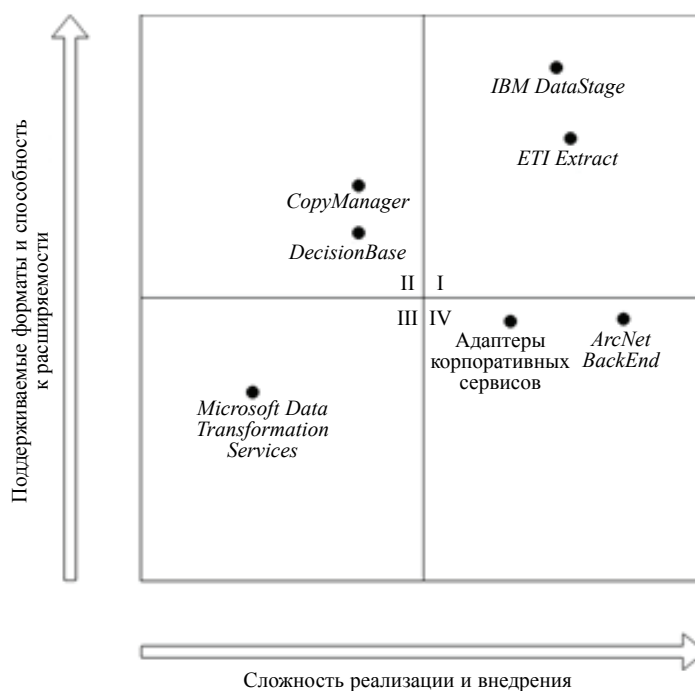 Поддерживаемые форматы и способность
к расширяемости
IBM DataStage
ETI Extract
CopyManager
DecisionBase
II I
III IV
Адаптеры
корпоративных
сервисов
ArcNet
BackEnd
Microsoft Data
Transformation
Services
Сложность реализации и внедрения